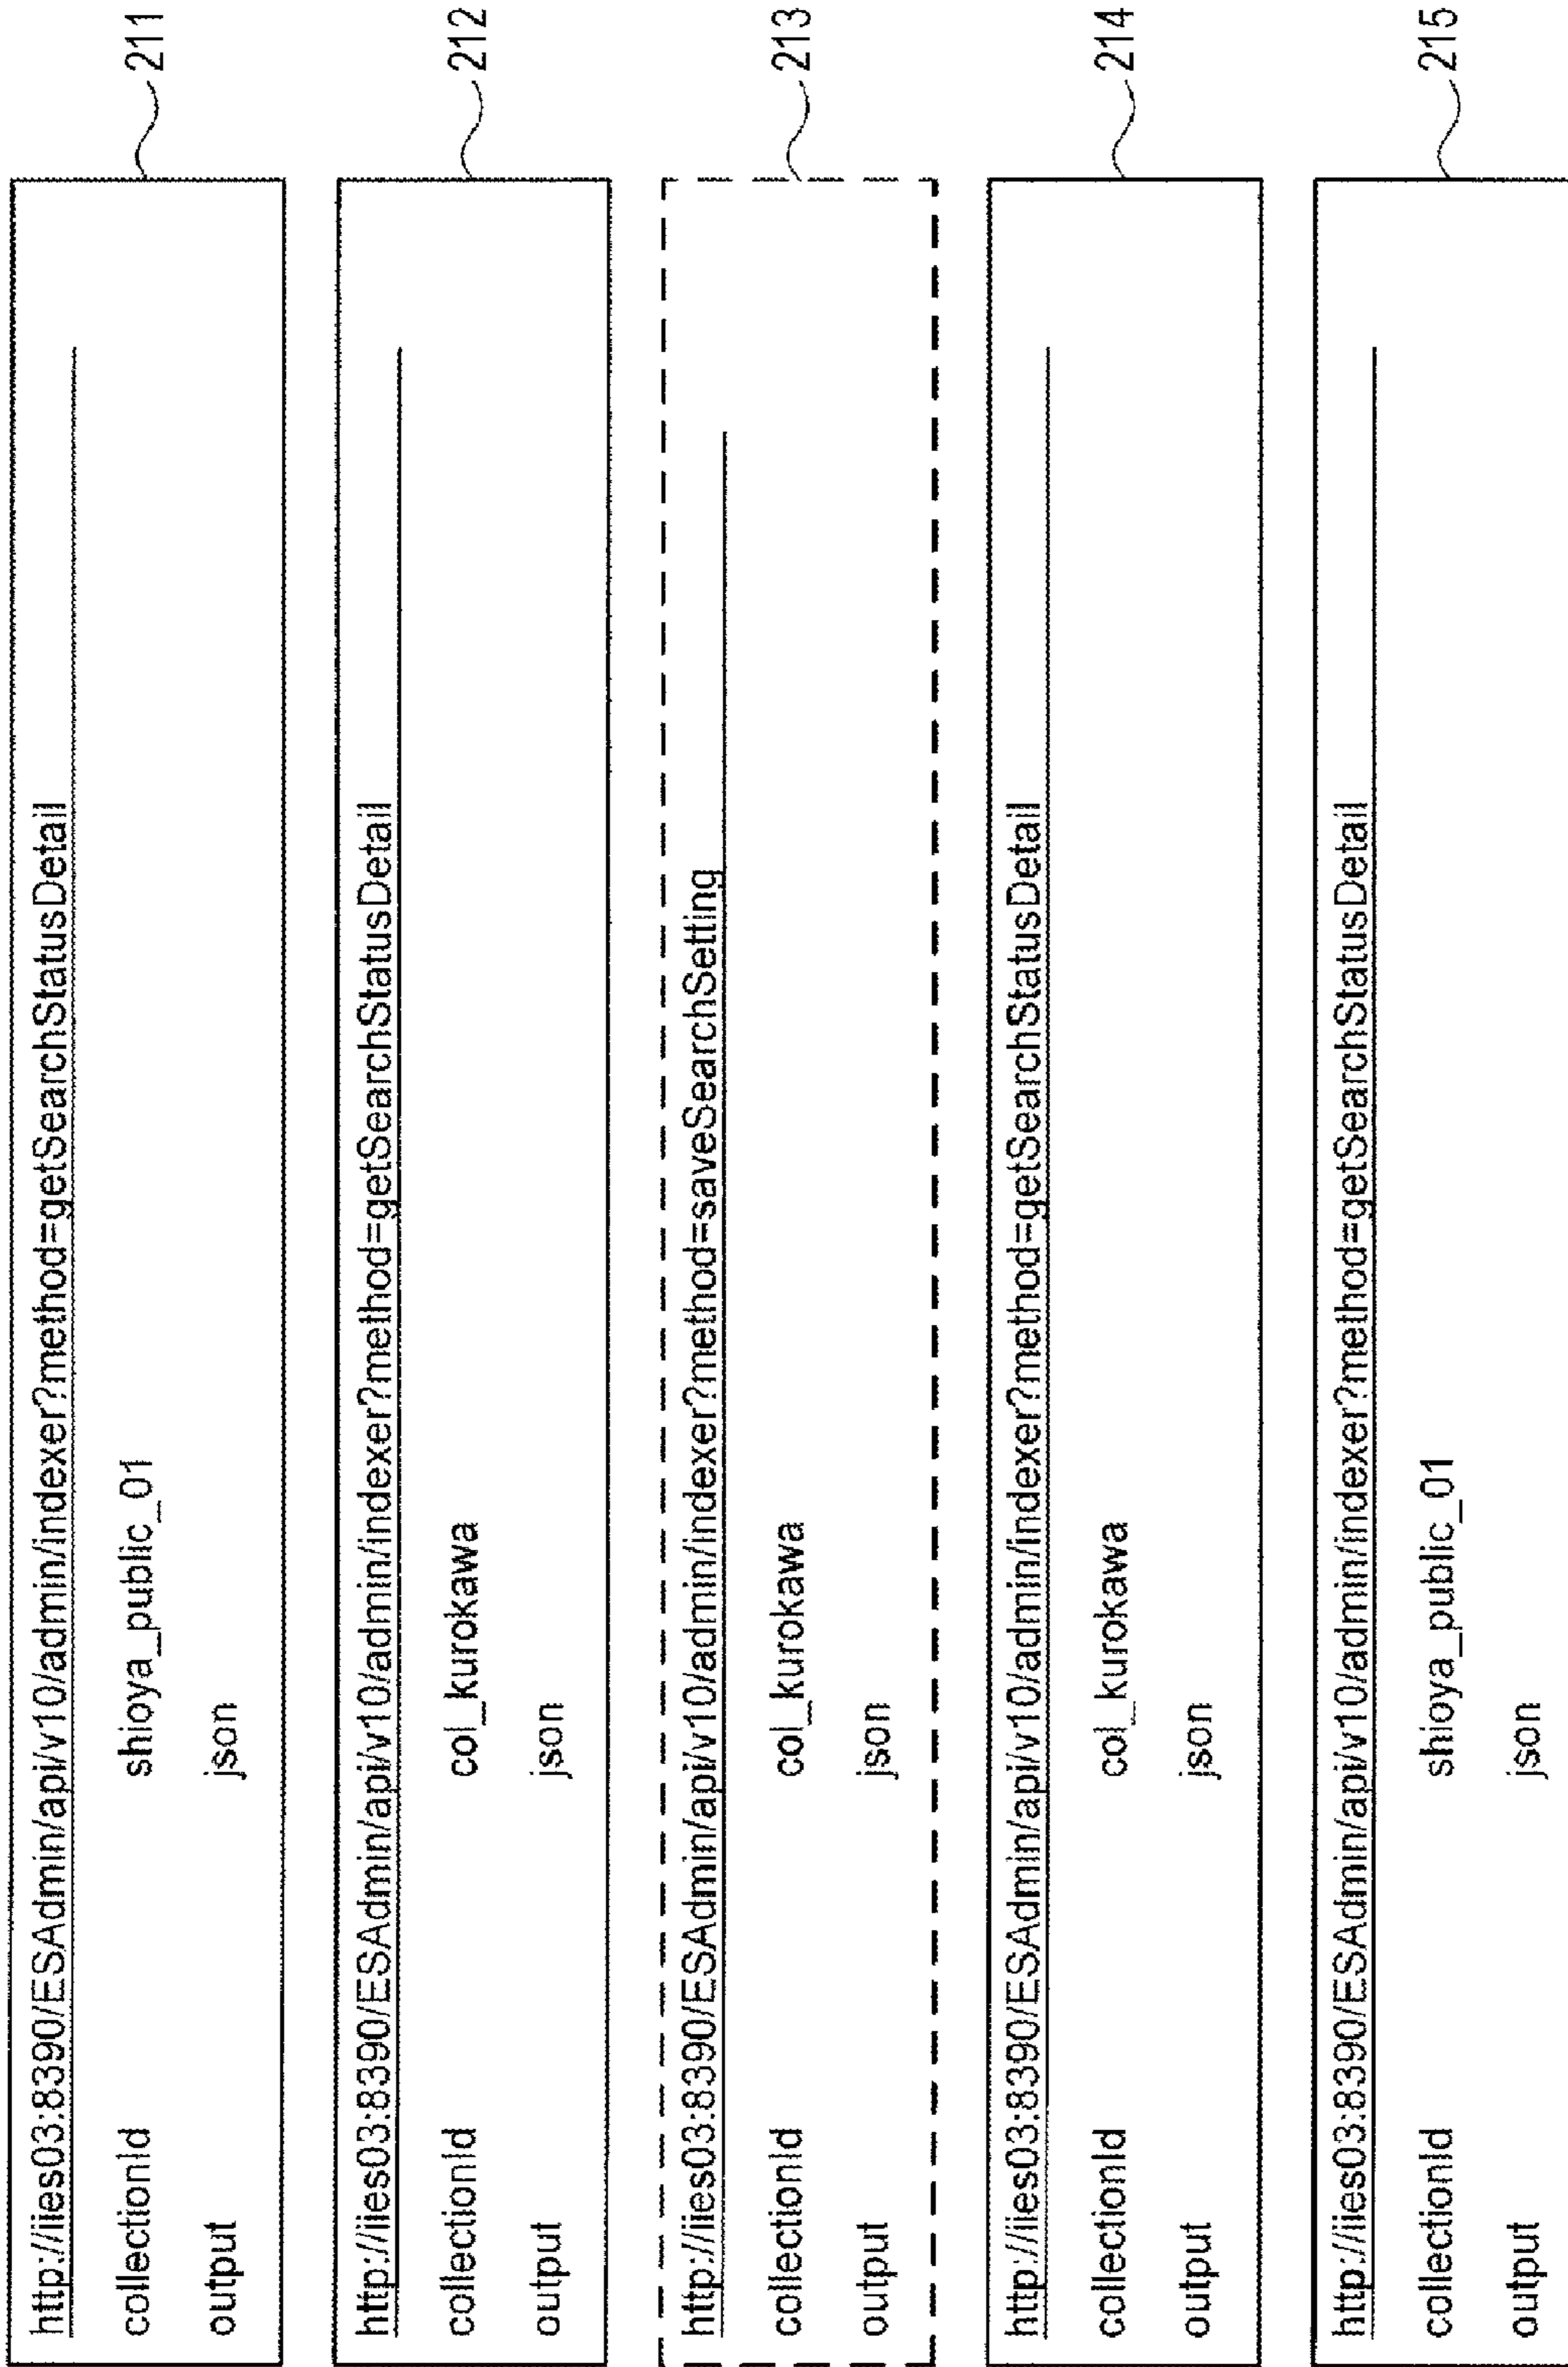 http://iies03:8390/ESAdmin/api/v10/admin/indexer?method=getSearchStatusDetail
collectionId shioya_public_01
output json
211
http://iies03:8390/ESAdmin/api/v10/admin/indexer?method=getSearchStatusDetail
collectionId col_kurokawa
output json
212
http://iies03:8390/ESAdmin/api/v10/admin/indexer?method=saveSearchSetting
collectionId col_kurokawa
output json
213
http://iies03:8390/ESAdmin/api/v10/admin/indexer?method=getSearchStatusDetail
collectionId col_kurokawa
output json
214
http://iies03:8390/ESAdmin/api/v10/admin/indexer?method=getSearchStatusDetail
collectionId shioya_public_01
output json
215